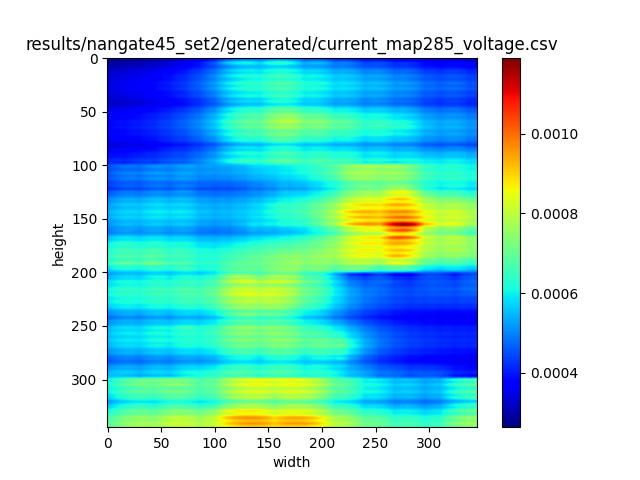 results/nangate45_set2/generated/current_map285_voltage.csv
0
50
100
150
200
250
300
height
0 50 100 150 200 250 300
width
0.0010
0.0008
0.0006
0.0004